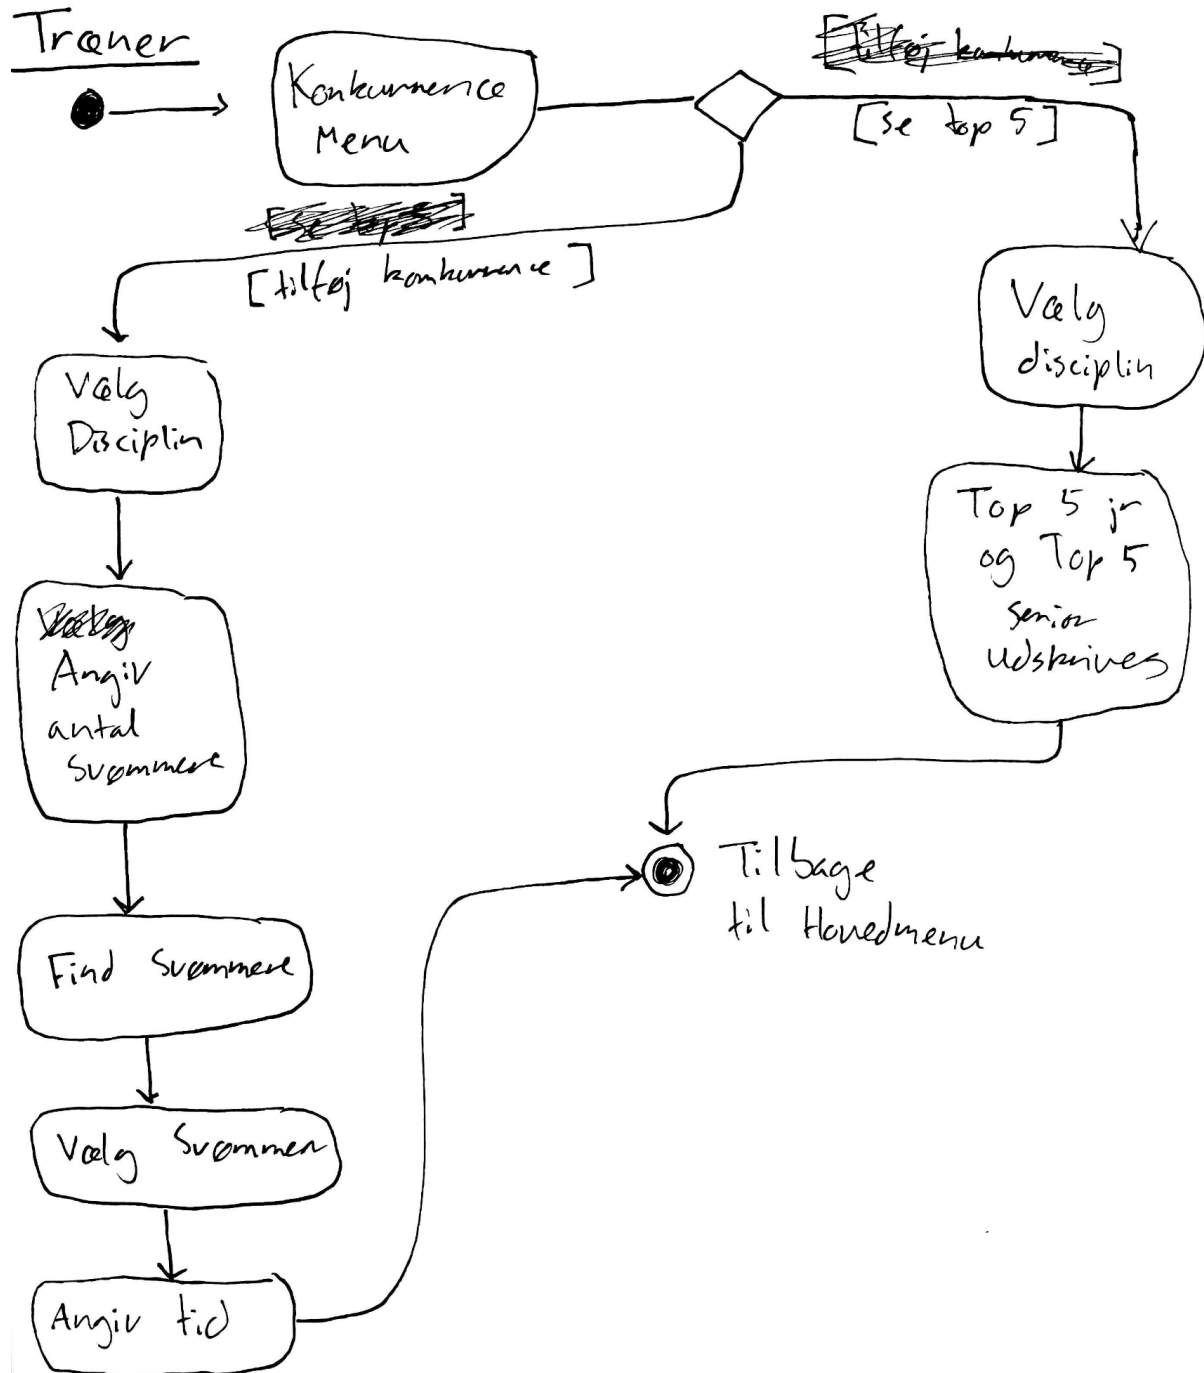 Træner
Konkurrence
Menu
[se top 5]
[tilføj konkurrence]
Vælg
Disciplin
Vælg
disciplin
Top 5 jr
og Top 5
senior
Udskrives
Angiv
antal
Svømmere
Tilbage
til Hovedmenu
Find Svømmere
Vælg Svømmer
Angiv tid